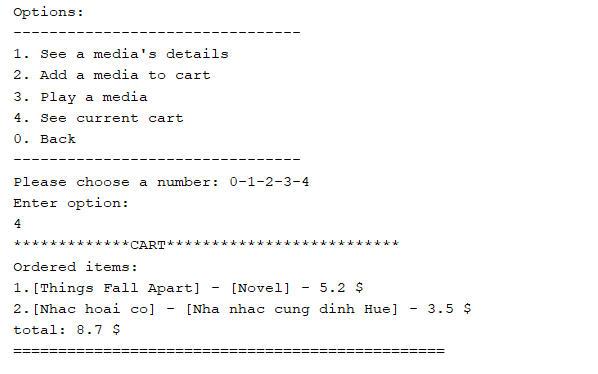 Options:
--------------------------------
1. See a media's details
2. Add a media to cart
3. Play a media
4. See current cart
0. Back
--------------------------------
Please choose a number: 0-1-2-3-4
Enter option:
4
*************CART**************************
Ordered items:
1.[Things Fall Apart] - [Novel] - 5.2 $
2.[Nhac hoai co] - [Nha nhac cung dinh Hue] - 3.5 $
total: 8.7 $
================================================